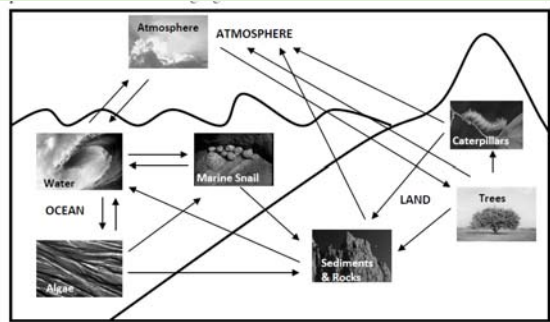 Atmosphere
ATMOSPHERE
Caterpillars
Water
Marine Snail
OCEAN
LAND
Trees
Sediments
& Rocks
Algae